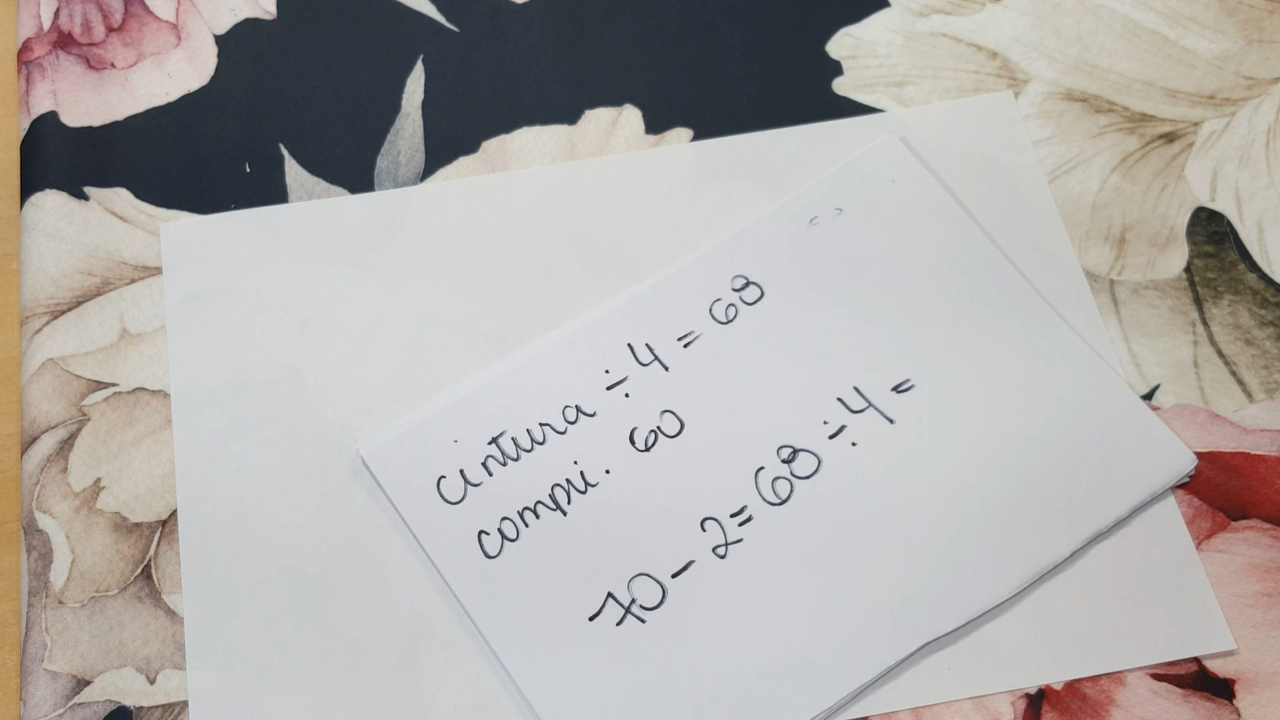 cintura ÷ 4 = 68
compri. 60
70 - 2 = 68 ÷ 4 =